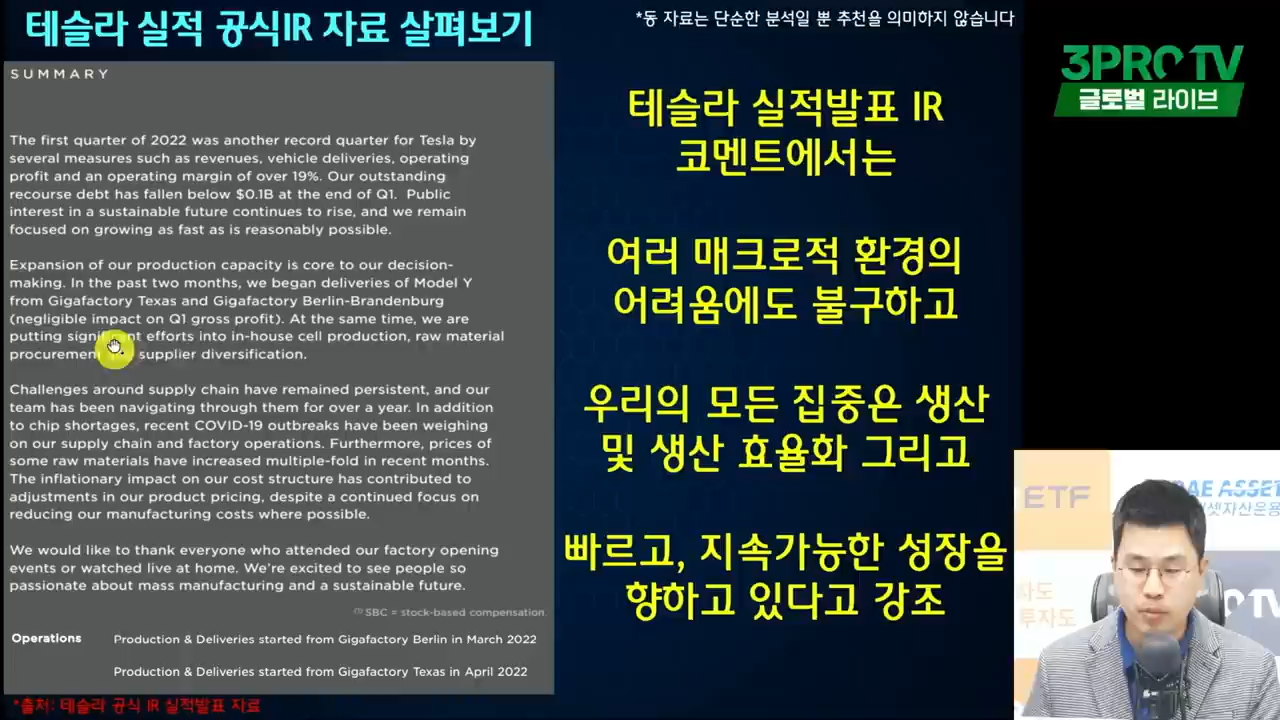 테슬라 실적 공식IR 자료 살펴보기
*동 자료는 단순한 분석일 뿐 추천을 의미하지 않습니다
3PRO TV
글로벌 라이브
SUMMARY
The first quarter of 2022 was another record quarter for Tesla by
several measures such as revenues, vehicle deliveries, operating
profit and an operating margin of over 19%. Our outstanding
recourse debt has fallen below $0.1B at the end of Q1. Public
interest in a sustainable future continues to rise, and we remain
focused on growing as fast as is reasonably possible.
Expansion of our production capacity is core to our decision-
making. In the past two months, we began deliveries of Model Y
from Gigafactory Texas and Gigafactory Berlin-Brandenburg
(negligible impact on Q1 gross profit). At the same time, we are
putting efforts into in-house cell production, raw material
supplier diversification.
Challenges around supply chain have remained persistent, and our
team has been navigating through them for over a year. In addition
to chip shortages, recent COVID-19 outbreaks have been weighing
on our supply chain and factory operations. Furthermore, prices of
some raw materials have increased multiple-fold in recent months.
The inflationary impact on our cost structure has contributed to
adjustments in our product pricing, despite a continued focus on
reducing our manufacturing costs where possible.
We would like to thank everyone who attended our factory opening
events or watched live at home. We're excited to see people so
passionate about mass manufacturing and a sustainable future.
(1) SBC = stock-based compensation.
Operations
Production & Deliveries started from Gigafactory Berlin in March 2022
Production & Deliveries started from Gigafactory Texas in April 2022
*출처: 테슬라 공식 IR 실적발표 자료
테슬라 실적발표 IR
코멘트에서는
여러 매크로적 환경의
어려움에도 불구하고
우리의 모든 집중은 생산
및 생산 효율화 그리고
빠르고, 지속가능한 성장을
향하고 있다고 강조
ETF
ASSET